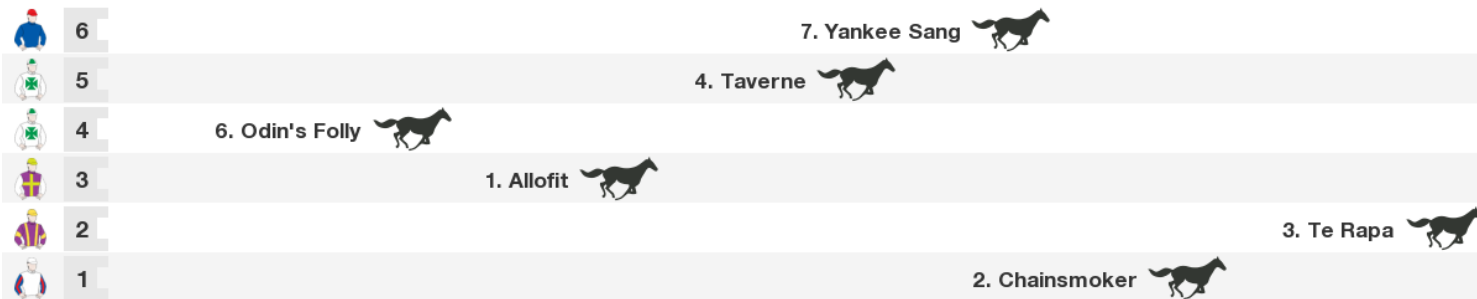 6 7. Yankee Sang
5 4. Taverne
4 6. Odin's Folly
3 1. Allofit
2 3. Te Rapa
1 2. Chainsmoker